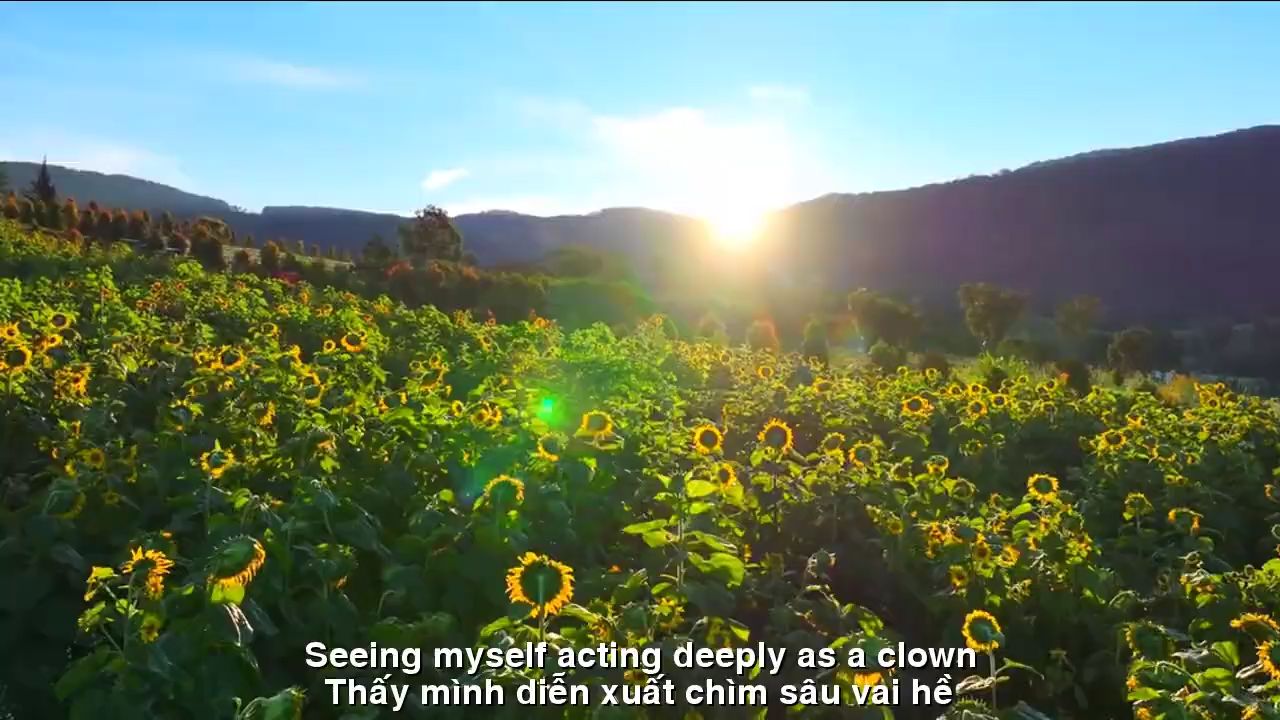 Seeing myself acting deeply as a clown
Thấy mình diễn xuất chìm sâu vai hề